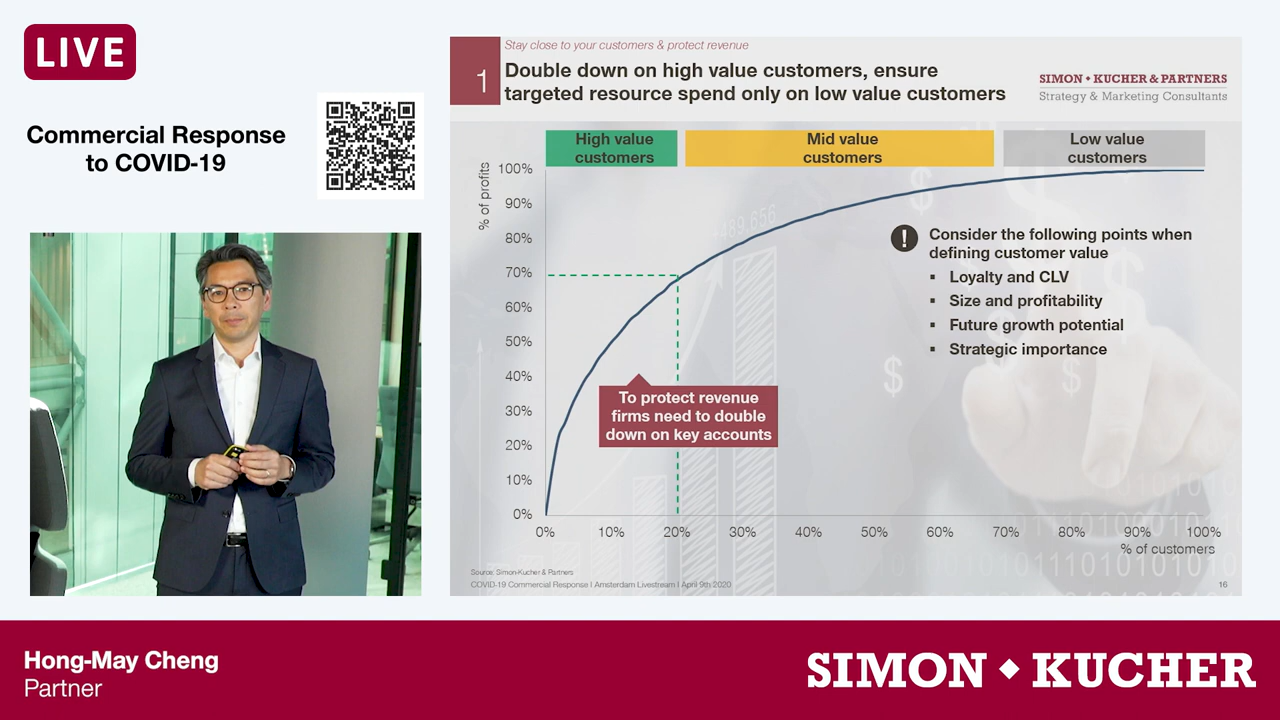 LIVE
Commercial Response
to COVID-19
Stay close to your customers & protect revenue
1
Double down on high value customers, ensure
targeted resource spend only on low value customers
SIMON • KUCHER & PARTNERS
Strategy & Marketing Consultants
High value
customers
Mid value
customers
Low value
customers
% of profits
100%
90%
80%
70%
60%
50%
40%
30%
20%
10%
0%
489,656
!
Consider the following points when
defining customer value
▪ Loyalty and CLV
▪ Size and profitability
▪ Future growth potential
▪ Strategic importance
To protect revenue
firms need to double
down on key accounts
0% 10% 20% 30% 40% 50% 60% 70% 80% 90% 100%
% of customers
Source: Simon-Kucher & Partners
COVID-19 Commercial Response I Amsterdam Livestream I April 9th 2020
16
Hong-May Cheng
Partner
SIMON ◆ KUCHER